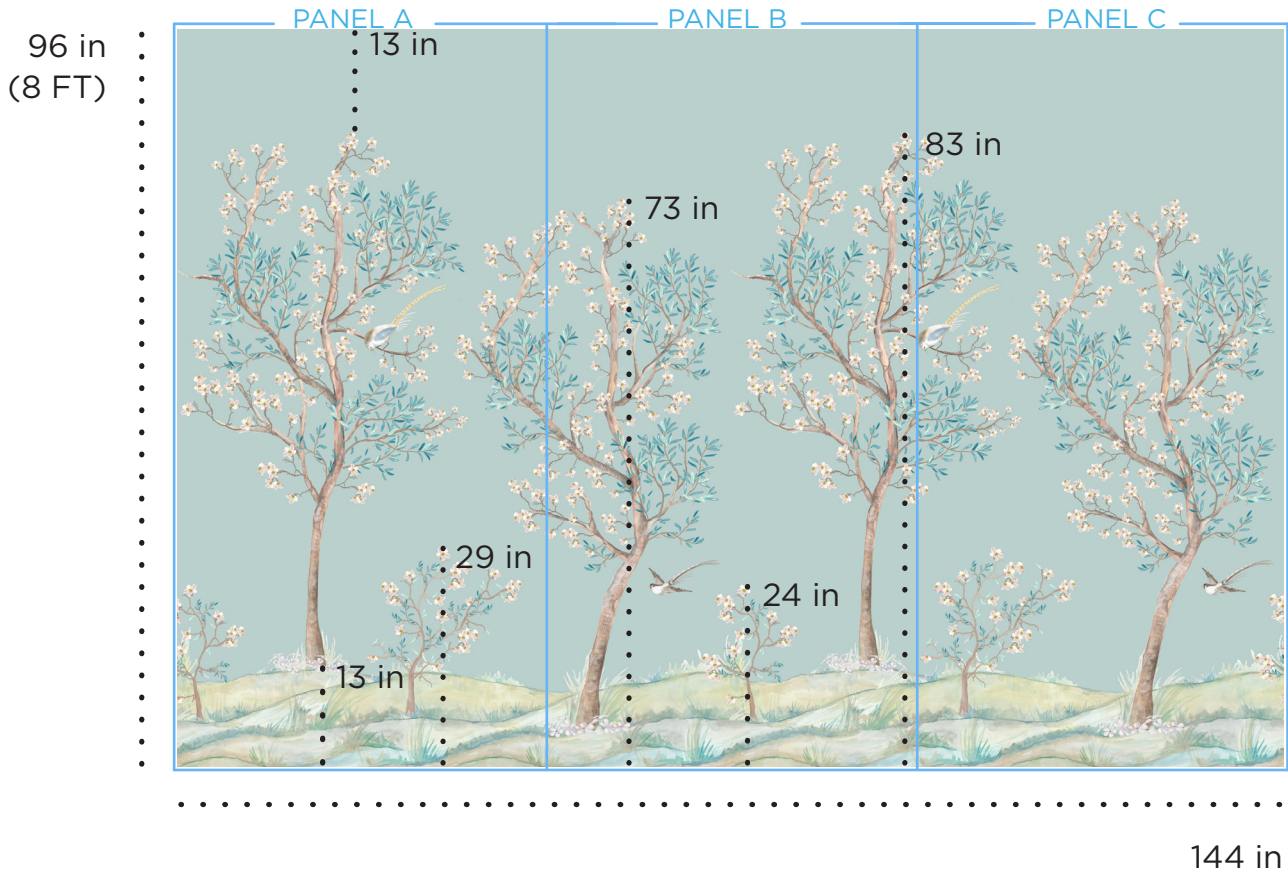 PANEL A
PANEL B
PANEL C
96 in
(8 FT)
13 in
83 in
73 in
29 in
24 in
13 in
144 in